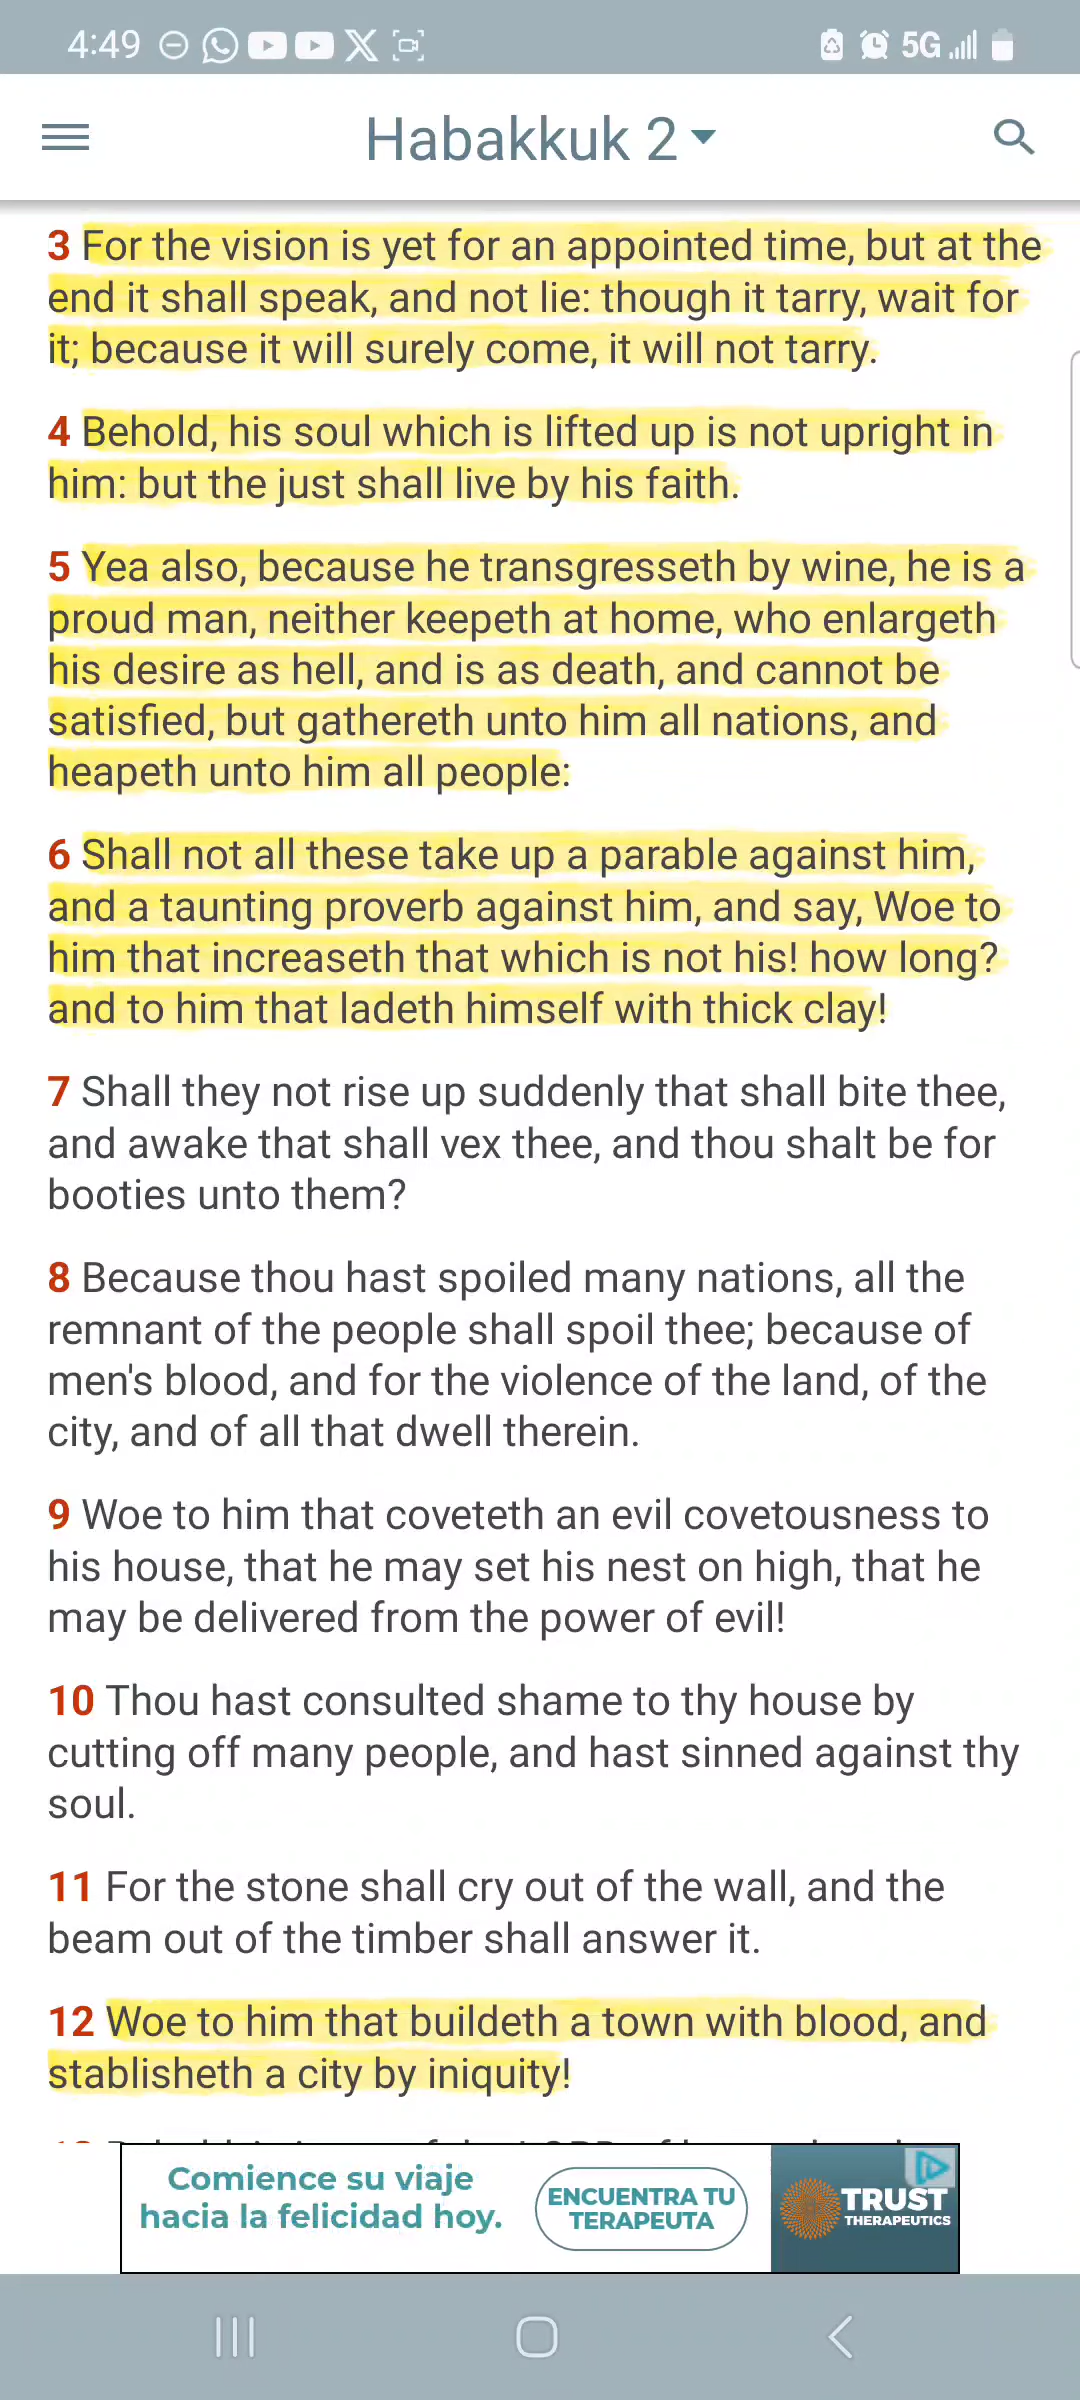 4:49
5G
Habakkuk 2
3 For the vision is yet for an appointed time, but at the
end it shall speak, and not lie: though it tarry, wait for
it; because it will surely come, it will not tarry.
4 Behold, his soul which is lifted up is not upright in
him: but the just shall live by his faith.
5 Yea also, because he transgresseth by wine, he is a
proud man, neither keepeth at home, who enlargeth
his desire as hell, and is as death, and cannot be
satisfied, but gathereth unto him all nations, and
heapeth unto him all people:
6 Shall not all these take up a parable against him,
and a taunting proverb against him, and say, Woe to
him that increaseth that which is not his! how long?
and to him that ladeth himself with thick clay!
7 Shall they not rise up suddenly that shall bite thee,
and awake that shall vex thee, and thou shalt be for
booties unto them?
8 Because thou hast spoiled many nations, all the
remnant of the people shall spoil thee; because of
men's blood, and for the violence of the land, of the
city, and of all that dwell therein.
9 Woe to him that coveteth an evil covetousness to
his house, that he may set his nest on high, that he
may be delivered from the power of evil!
10 Thou hast consulted shame to thy house by
cutting off many people, and hast sinned against thy
soul.
11 For the stone shall cry out of the wall, and the
beam out of the timber shall answer it.
12 Woe to him that buildeth a town with blood, and
stablisheth a city by iniquity!
Comience su viaje
hacia la felicidad hoy.
ENCUENTRA TU
TERAPEUTA
TRUST
THERAPEUTICS